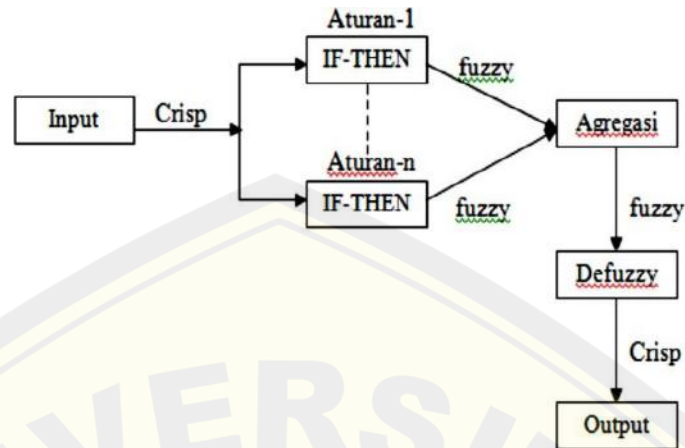 Aturan-1
IF-THEN
fuzzy
Input
Crisp
Agregasi
Aturan-n
IF-THEN
fuzzy
fuzzy
Defuzzy
Crisp
Output